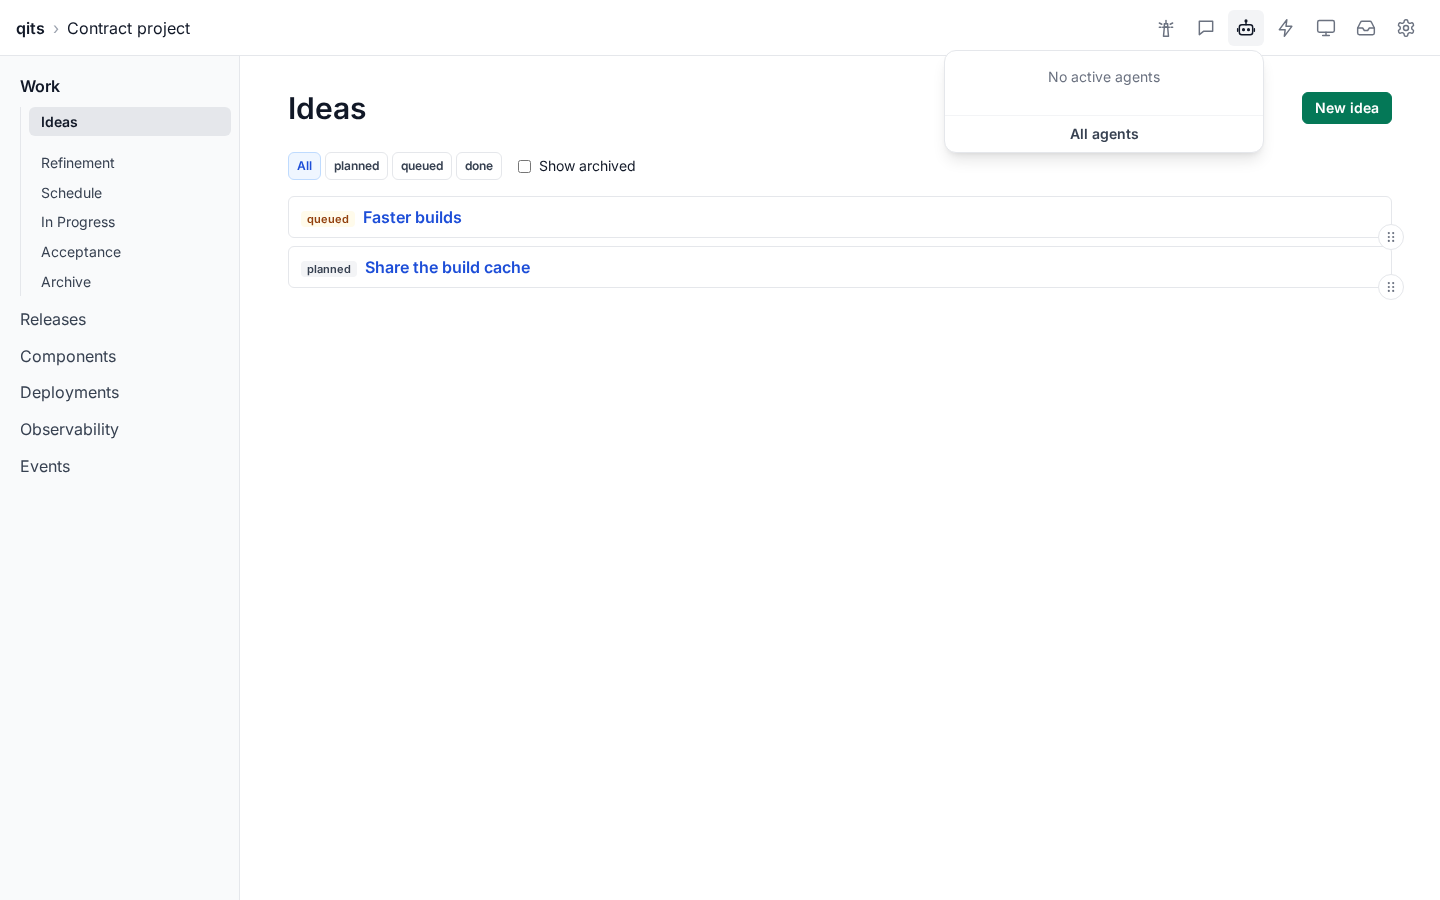 qits › Contract project
No active agents
All agents
Work
Ideas
Refinement
Schedule
In Progress
Acceptance
Archive
Releases
Components
Deployments
Observability
Events
Ideas
New idea
All planned queued done Show archived
queued Faster builds
planned Share the build cache